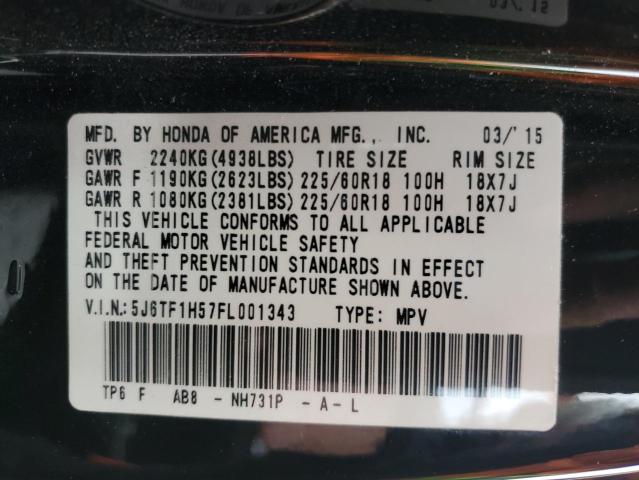 03/'15
MFD. BY HONDA OF AMERICA MFG., INC. 03/'15
GVWR 2240KG(4938LBS) TIRE SIZE RIM SIZE
GAWR F 1190KG(2623LBS) 225/60R18 100H 18X7J
GAWR R 1080KG(2381LBS) 225/60R18 100H 18X7J
THIS VEHICLE CONFORMS TO ALL APPLICABLE
FEDERAL MOTOR VEHICLE SAFETY
AND THEFT PREVENTION STANDARDS IN EFFECT
ON THE DATE OF MANUFACTURE SHOWN ABOVE.
V.I.N.:5J6TF1H57FL001343 TYPE: MPV
TP6 F AB8 - NH731P - A - L